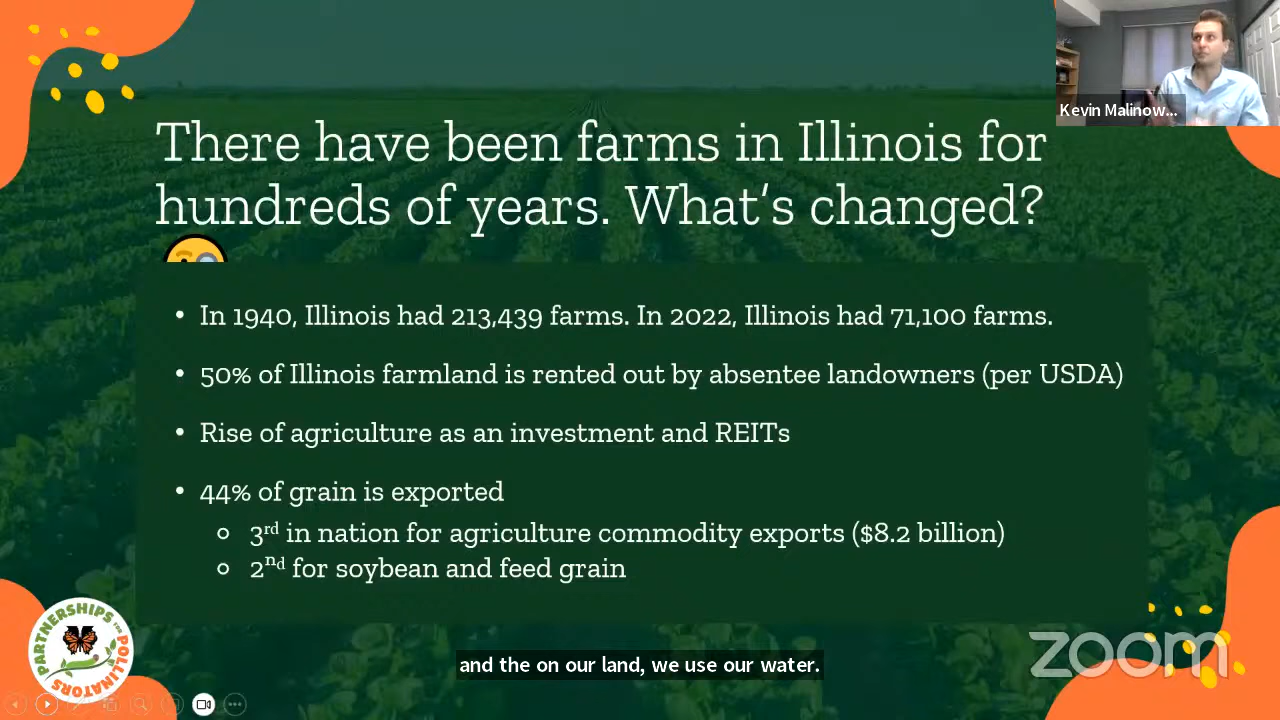 Kevin Malinow...
There have been farms in Illinois for
hundreds of years. What's changed?
• In 1940, Illinois had 213,439 farms. In 2022, Illinois had 71,100 farms.
• 50% of Illinois farmland is rented out by absentee landowners (per USDA)
• Rise of agriculture as an investment and REITs
• 44% of grain is exported
○ 3rd in nation for agriculture commodity exports ($8.2 billion)
○ 2nd for soybean and feed grain
PARTNERSHIPS FOR POLLINATORS
and the on our land, we use our water.
zoom